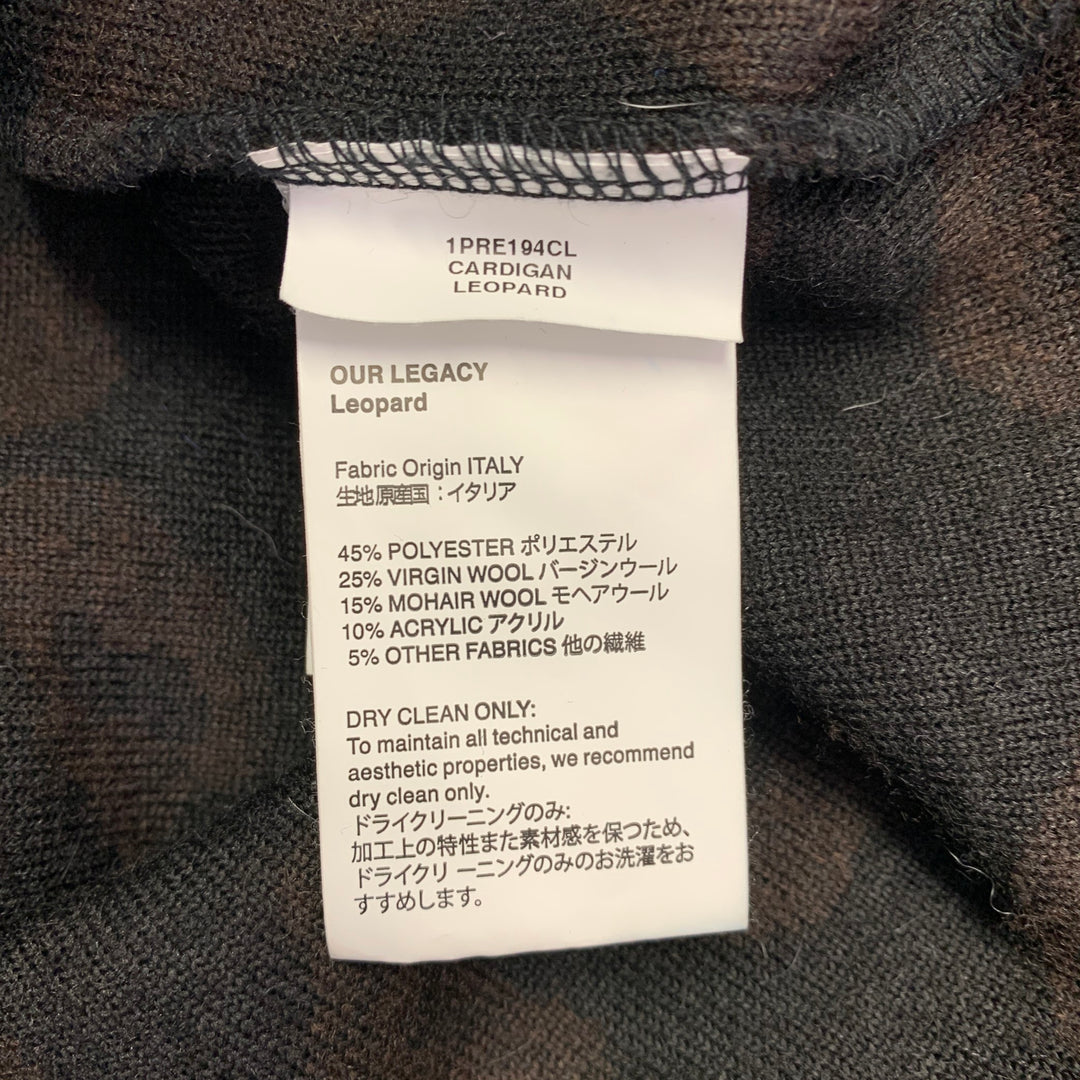 1PRE194CL
CARDIGAN
LEOPARD
OUR LEGACY
Leopard
Fabric Origin ITALY
生地原産国：イタリア
45% POLYESTER ポリエステル
25% VIRGIN WOOL バージンウール
15% MOHAIR WOOL モヘアウール
10% ACRYLIC アクリル
5% OTHER FABRICS 他の繊維
DRY CLEAN ONLY:
To maintain all technical and
aesthetic properties, we recommend
dry clean only.
ドライクリーニングのみ:
加工上の特性また素材感を保つため、
ドライクリ ーニングのみのお洗濯をお
すすめします。